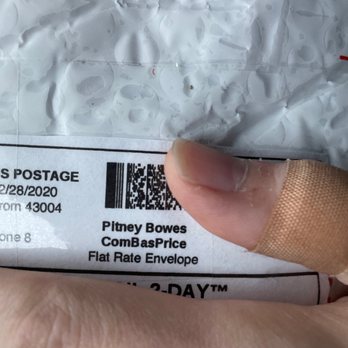 S POSTAGE
2/28/2020
rom 43004
one 8
Pitney Bowes
ComBasPrice
Flat Rate Envelope
2-DAY™